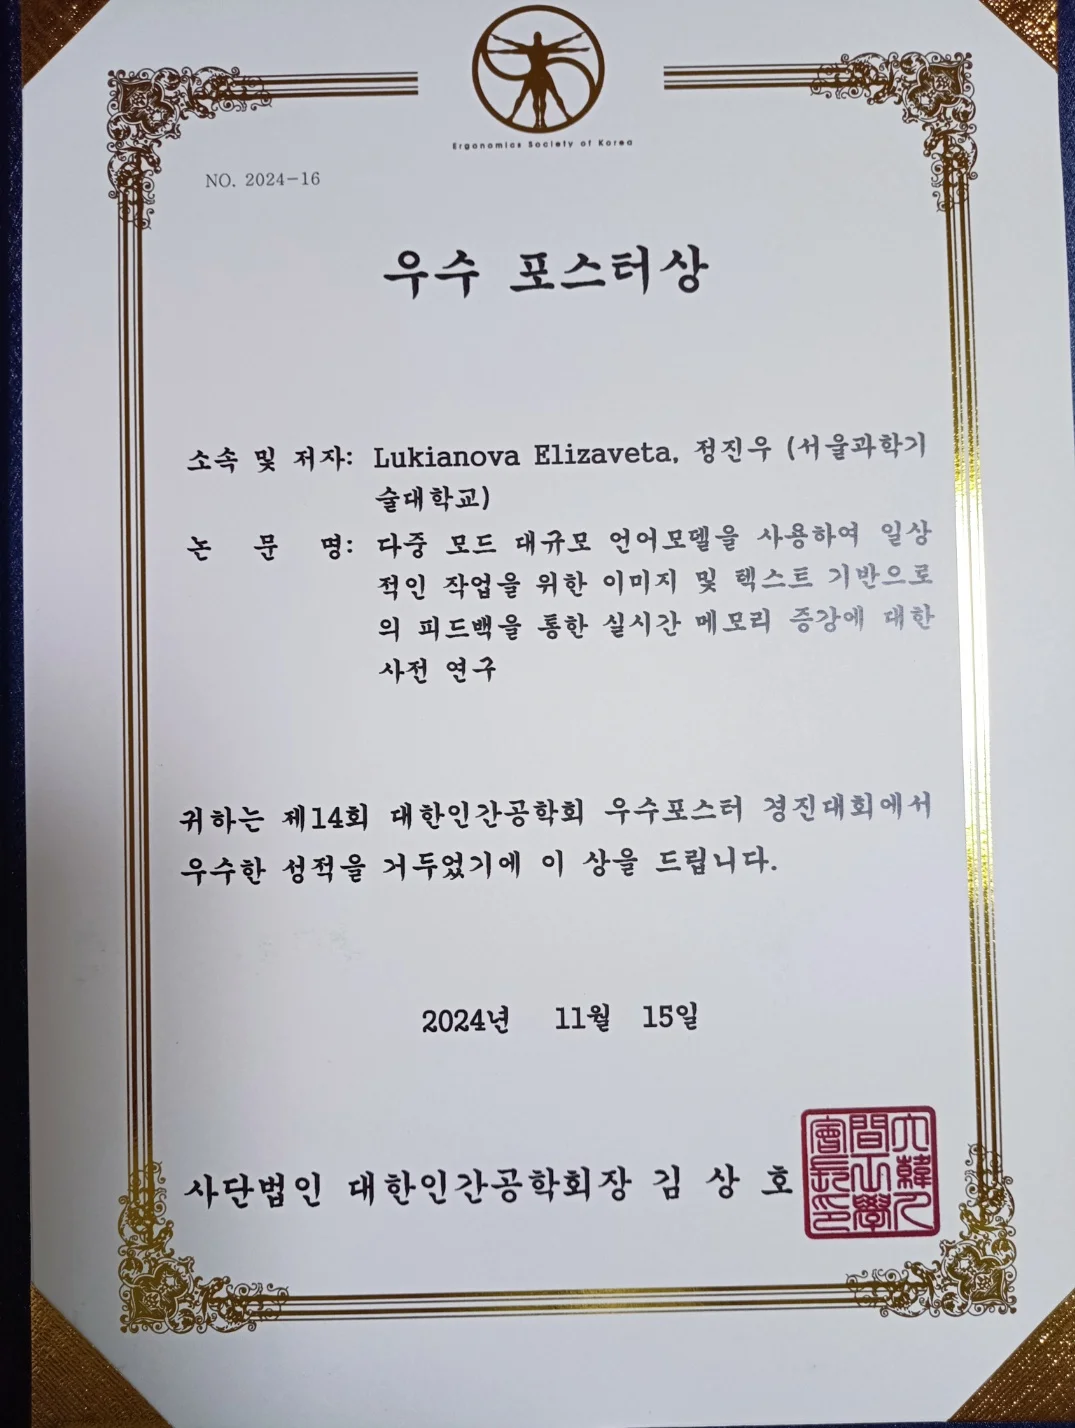 Ergonomics Society of Korea
NO. 2024-16
우수 포스터상
소속 및 저자: Lukianova Elizaveta, 정진우 (서울과학기
술대학교)
논 문 명: 다중 모드 대규모 언어모델을 사용하여 일상
적인 작업을 위한 이미지 및 텍스트 기반으로
의 피드백을 통한 실시간 메모리 증강에 대한
사전 연구
귀하는 제14회 대한인간공학회 우수포스터 경진대회에서
우수한 성적을 거두었기에 이 상을 드립니다.
2024년 11월 15일
사단법인 대한인간공학회장 김 상 호